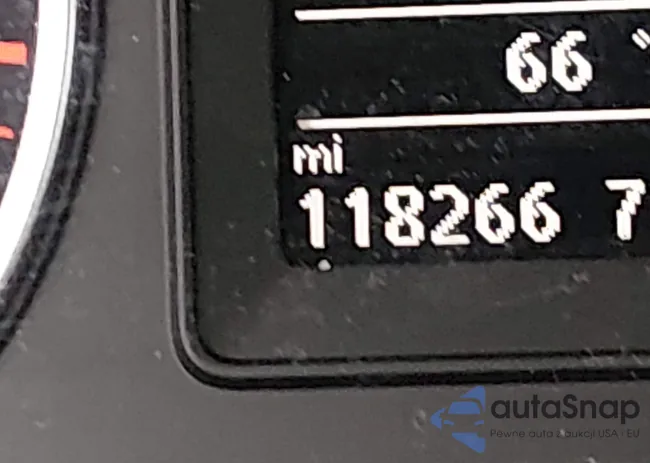 66 °
mi
118266 7
autaSnap
Pewne auta z aukcji USA - EU